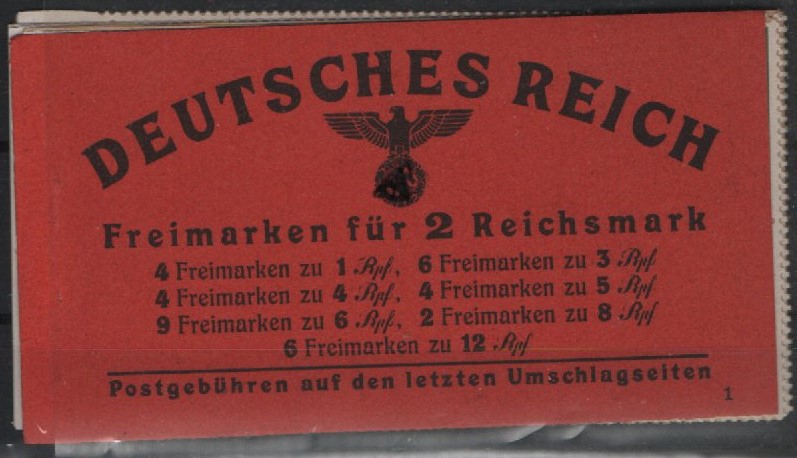 DEUTSCHES REICH
Freimarken für 2 Reichsmark
4 Freimarken zu 1 Rpf, 6 Freimarken zu 3 Rpf
4 Freimarken zu 4 Rpf, 4 Freimarken zu 5 Rpf
9 Freimarken zu 6 Rpf, 2 Freimarken zu 8 Rpf
6 Freimarken zu 12 Rpf
Postgebühren auf den letzten Umschlagseiten
1